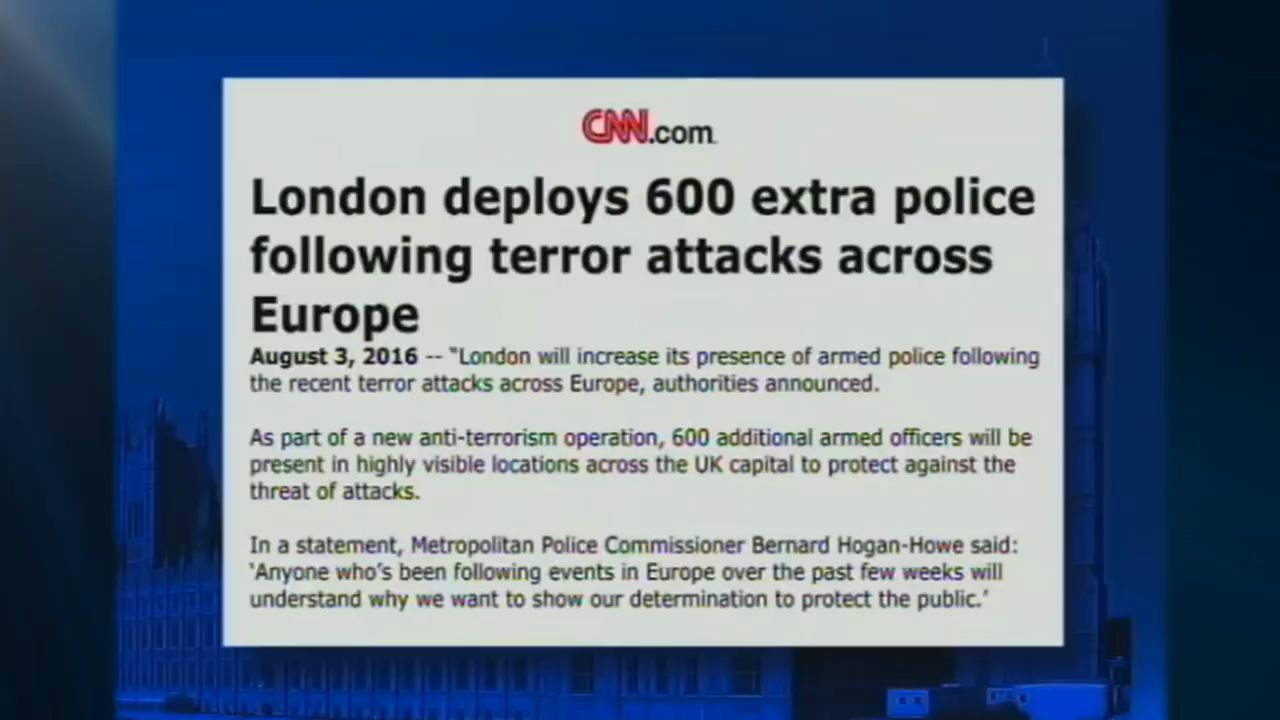 CNN.com
London deploys 600 extra police
following terror attacks across
Europe
August 3, 2016 -- “London will increase its presence of armed police following
the recent terror attacks across Europe, authorities announced.
As part of a new anti-terrorism operation, 600 additional armed officers will be
present in highly visible locations across the UK capital to protect against the
threat of attacks.
In a statement, Metropolitan Police Commissioner Bernard Hogan-Howe said:
‘Anyone who’s been following events in Europe over the past few weeks will
understand why we want to show our determination to protect the public.’